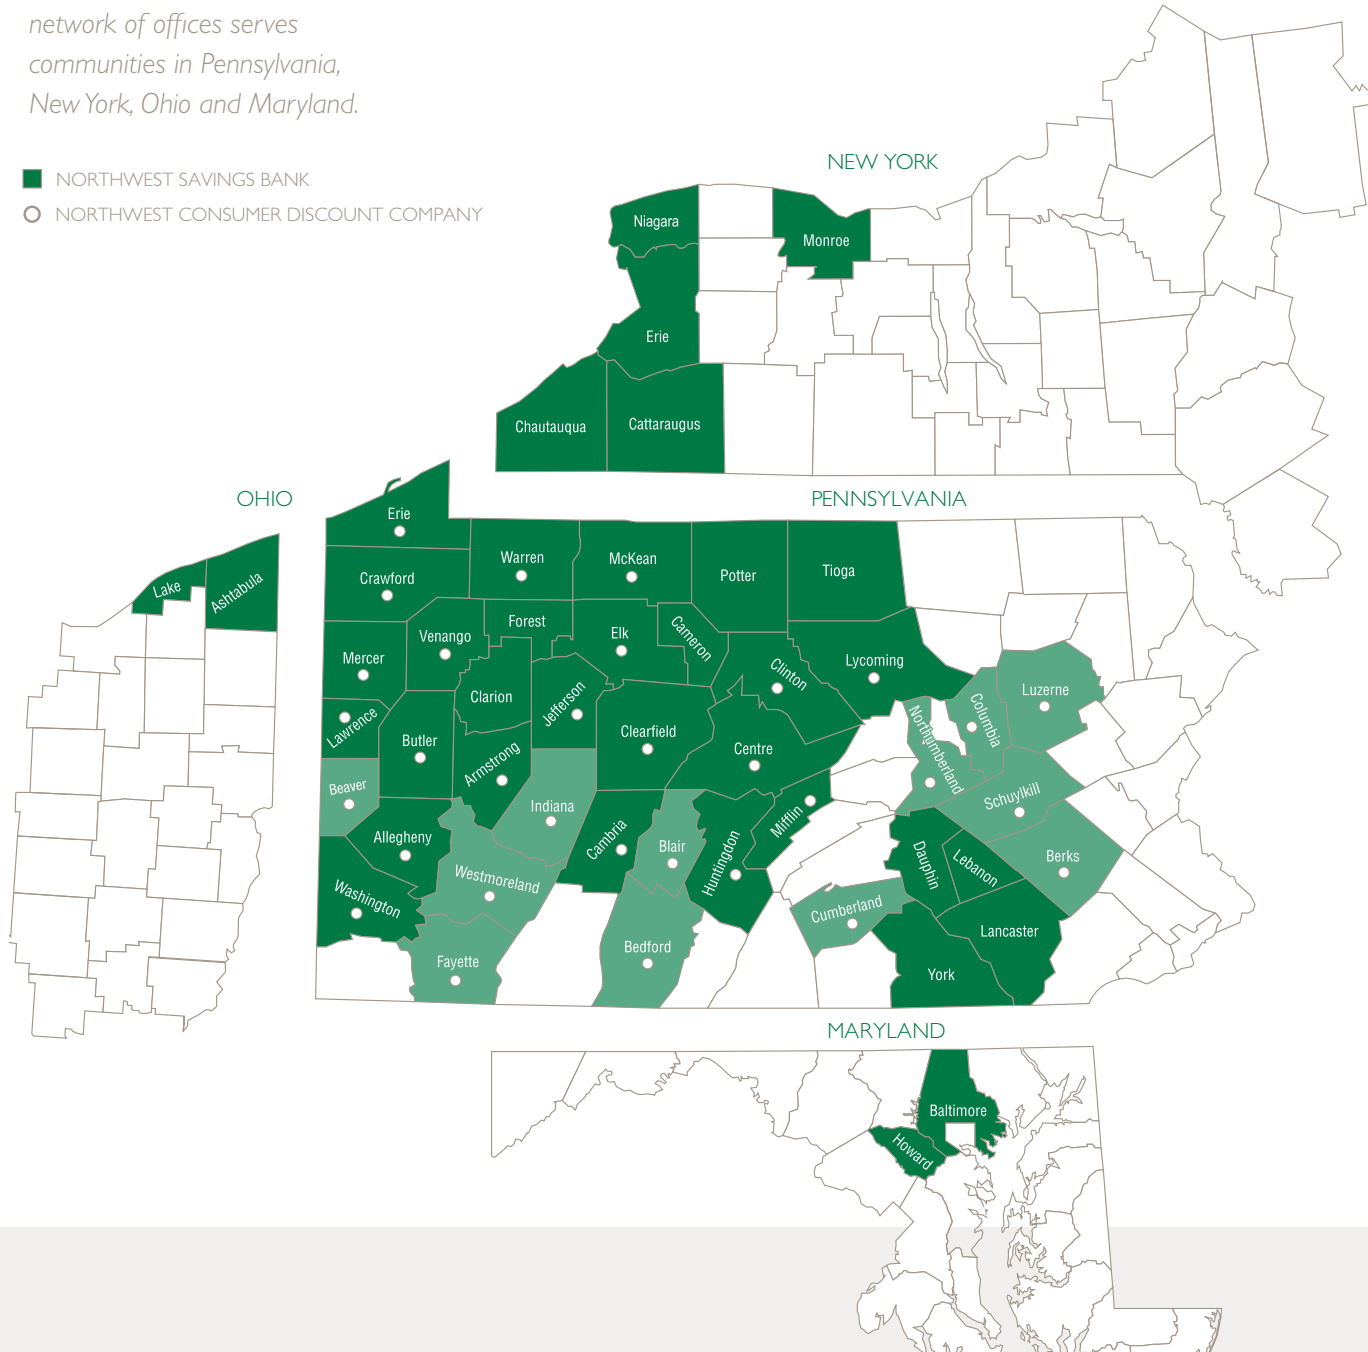 network of offices serves
communities in Pennsylvania,
New York, Ohio and Maryland.
NORTHWEST SAVINGS BANK
NORTHWEST CONSUMER DISCOUNT COMPANY
NEW YORK
Niagara
Monroe
Erie
Chautauqua
Cattaraugus
OHIO
Lake
Ashtabula
PENNSYLVANIA
Erie
Warren
McKean
Potter
Tioga
Crawford
Forest
Venango
Elk
Cameron
Mercer
Clinton
Lycoming
Luzerne
Clarion
Jefferson
Columbia
Lawrence
Northumberland
Butler
Clearfield
Centre
Armstrong
Beaver
Indiana
Schuylkill
Mifflin
Allegheny
Cambria
Blair
Huntingdon
Dauphin
Lebanon
Berks
Washington
Westmoreland
Cumberland
Lancaster
Fayette
Bedford
York
MARYLAND
Baltimore
Howard